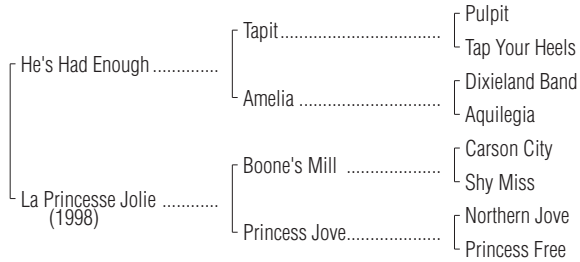 Pulpit
Tapit
Tap Your Heels
He's Had Enough
Dixieland Band
Amelia
Aquilegia
Carson City
Boone's Mill
Shy Miss
La Princesse Jolie
(1998)
Northern Jove
Princess Jove
Princess Free